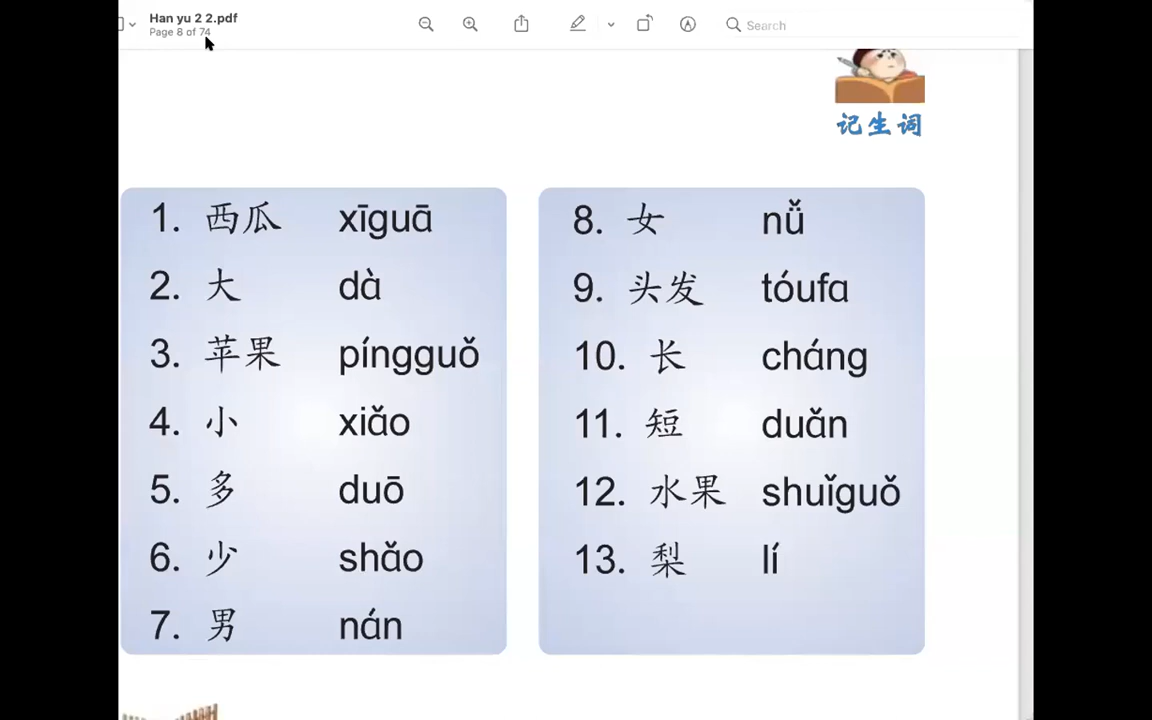 Han yu 2 2.pdf
Page 8 of 74
Search
记生词
1. 西瓜 xīguā
2. 大 dà
3. 苹果 píngguǒ
4. 小 xiǎo
5. 多 duō
6. 少 shǎo
7. 男 nán
8. 女 nǚ
9. 头发 tóufa
10. 长 cháng
11. 短 duǎn
12. 水果 shuǐguǒ
13. 梨 lí